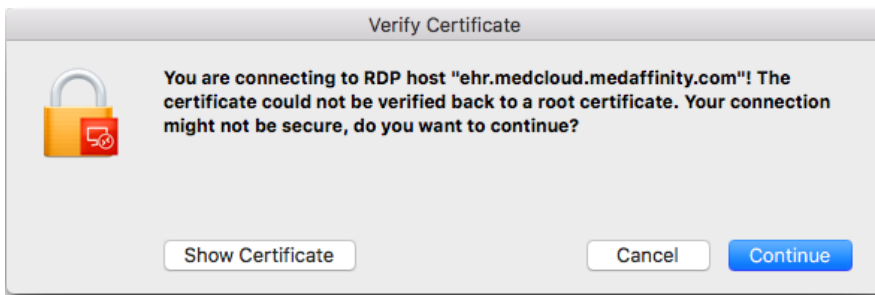 Verify Certificate
You are connecting to RDP host "ehr.medcloud.medaffinity.com"! The
certificate could not be verified back to a root certificate. Your connection
might not be secure, do you want to continue?
Show Certificate
Cancel
Continue